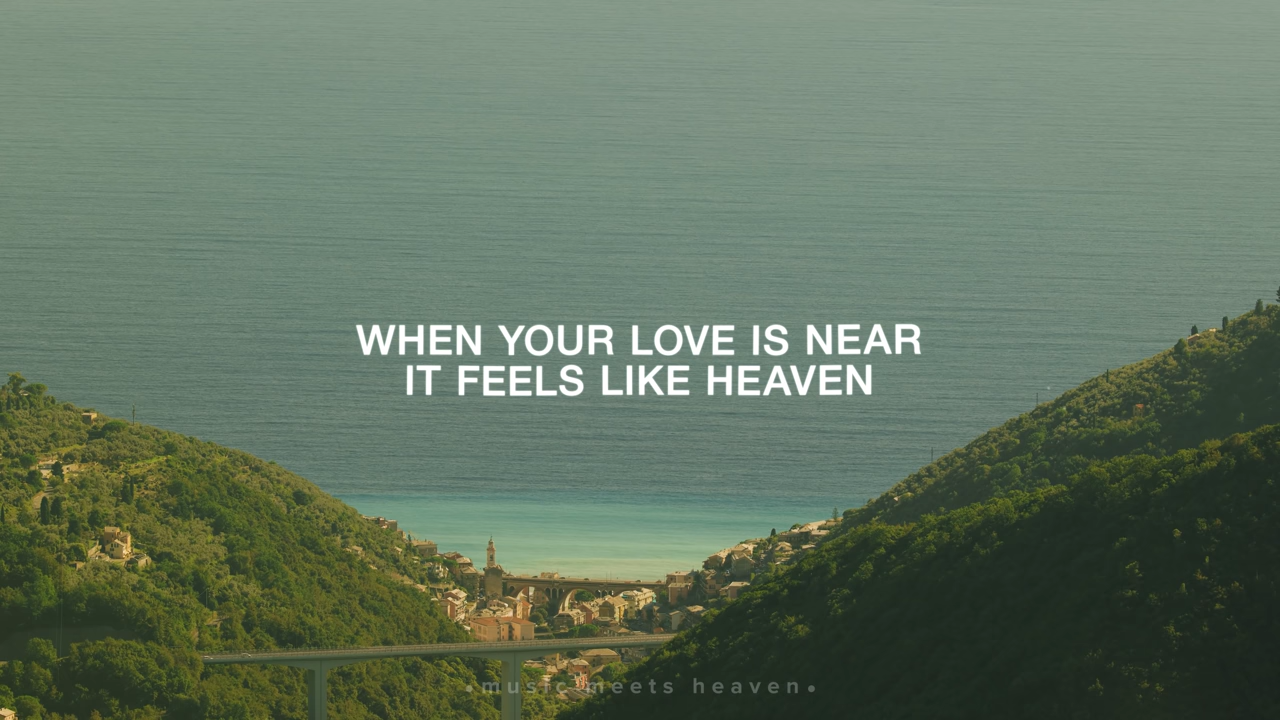 WHEN YOUR LOVE IS NEAR
IT FEELS LIKE HEAVEN
•music meets heaven•